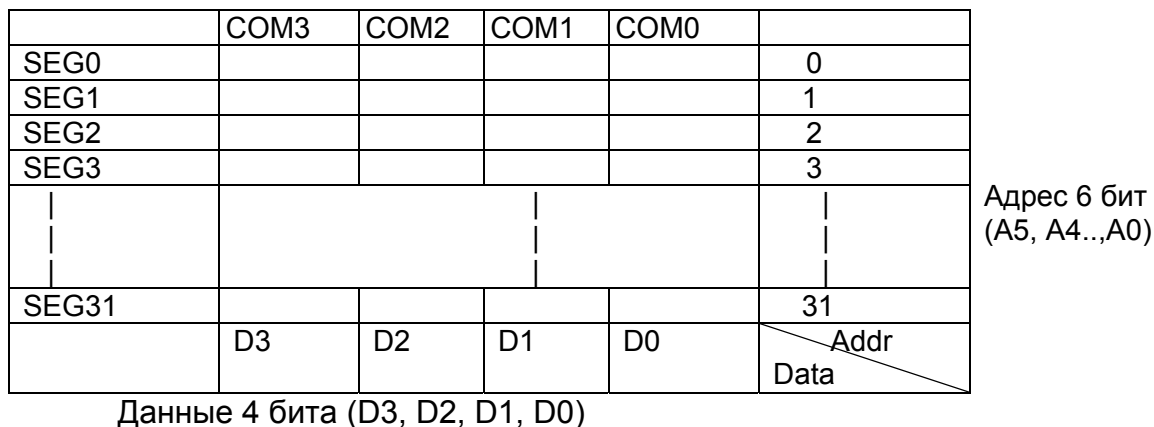 COM3 COM2 COM1 COM0
SEG0 0
SEG1 1
SEG2 2
SEG3 3
Адрес 6 бит
(A5, A4..,A0)
SEG31 31
D3 D2 D1 D0 Addr
Data
Данные 4 бита (D3, D2, D1, D0)